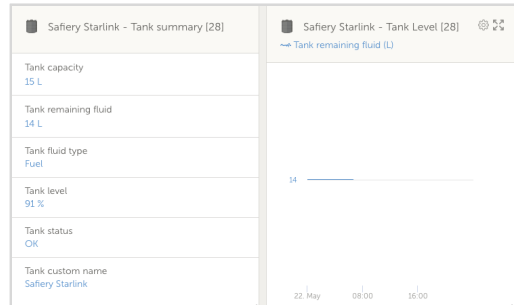 Safiery Starlink - Tank summary [28]
Tank capacity
15 L
Tank remaining fluid
14 L
Tank fluid type
Fuel
Tank level
91 %
Tank status
OK
Tank custom name
Safiery Starlink
Safiery Starlink - Tank Level [28]
Tank remaining fluid (L)
14
22. May
08:00
16:00